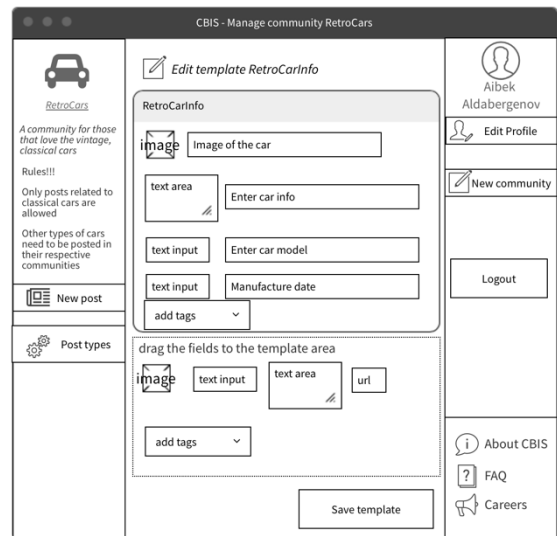 CBIS - Manage community RetroCars
RetroCars
A community for those
that love the vintage,
classical cars
Rules!!!
Only posts related to
classical cars are
allowed
Other types of cars
need to be posted in
their respective
communities
New post
Post types
Edit template RetroCarInfo
RetroCarInfo
image
Image of the car
text area
Enter car info
text input
Enter car model
text input
Manufacture date
add tags
drag the fields to the template area
image
text input
text area
url
add tags
Save template
Aibek
Aldabergenov
Edit Profile
New community
Logout
About CBIS
FAQ
Careers